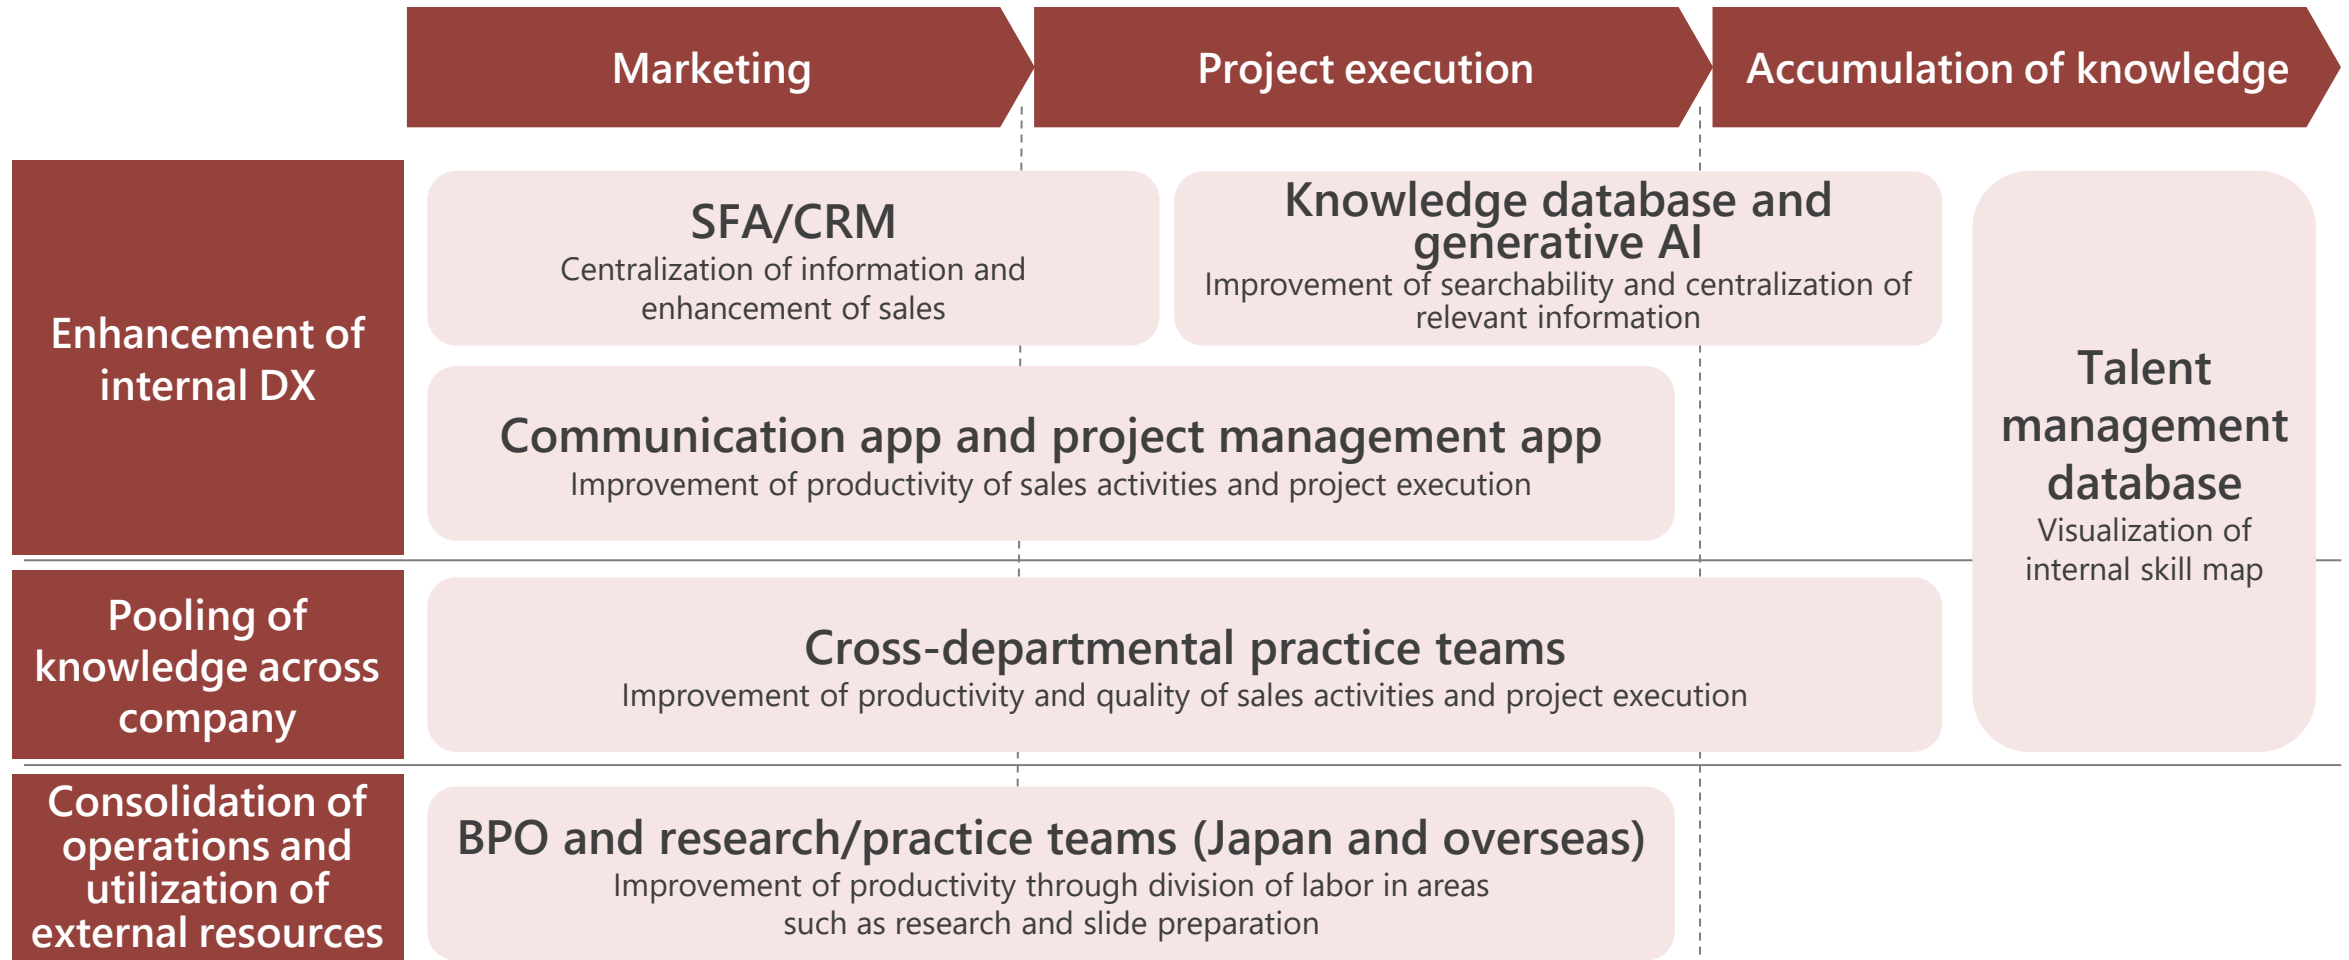 Marketing
Project execution
Accumulation of knowledge
Enhancement of
internal DX
SFA/CRM
Centralization of information and
enhancement of sales
Knowledge database and
generative AI
Improvement of searchability and centralization of
relevant information
Communication app and project management app
Improvement of productivity of sales activities and project execution
Talent
management
database
Visualization of
internal skill map
Pooling of
knowledge across
company
Cross-departmental practice teams
Improvement of productivity and quality of sales activities and project execution
Consolidation of
operations and
utilization of
external resources
BPO and research/practice teams (Japan and overseas)
Improvement of productivity through division of labor in areas
such as research and slide preparation